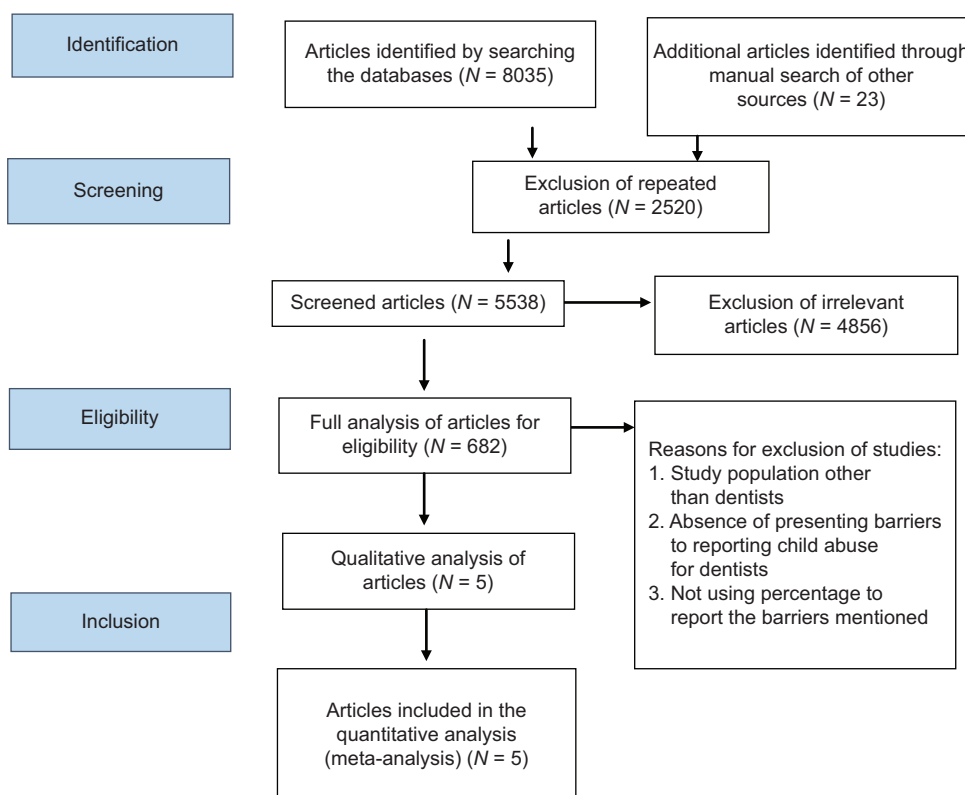 Identification
Articles identified by searching
the databases (N = 8035)
Additional articles identified through
manual search of other
sources (N = 23)
Screening
Exclusion of repeated
articles (N = 2520)
Screened articles (N = 5538)
Exclusion of irrelevant
articles (N = 4856)
Eligibility
Full analysis of articles for
eligibility (N = 682)
Reasons for exclusion of studies:
1. Study population other
than dentists
2. Absence of presenting barriers
to reporting child abuse
for dentists
3. Not using percentage to
report the barriers mentioned
Qualitative analysis of
articles (N = 5)
Inclusion
Articles included in the
quantitative analysis
(meta-analysis) (N = 5)